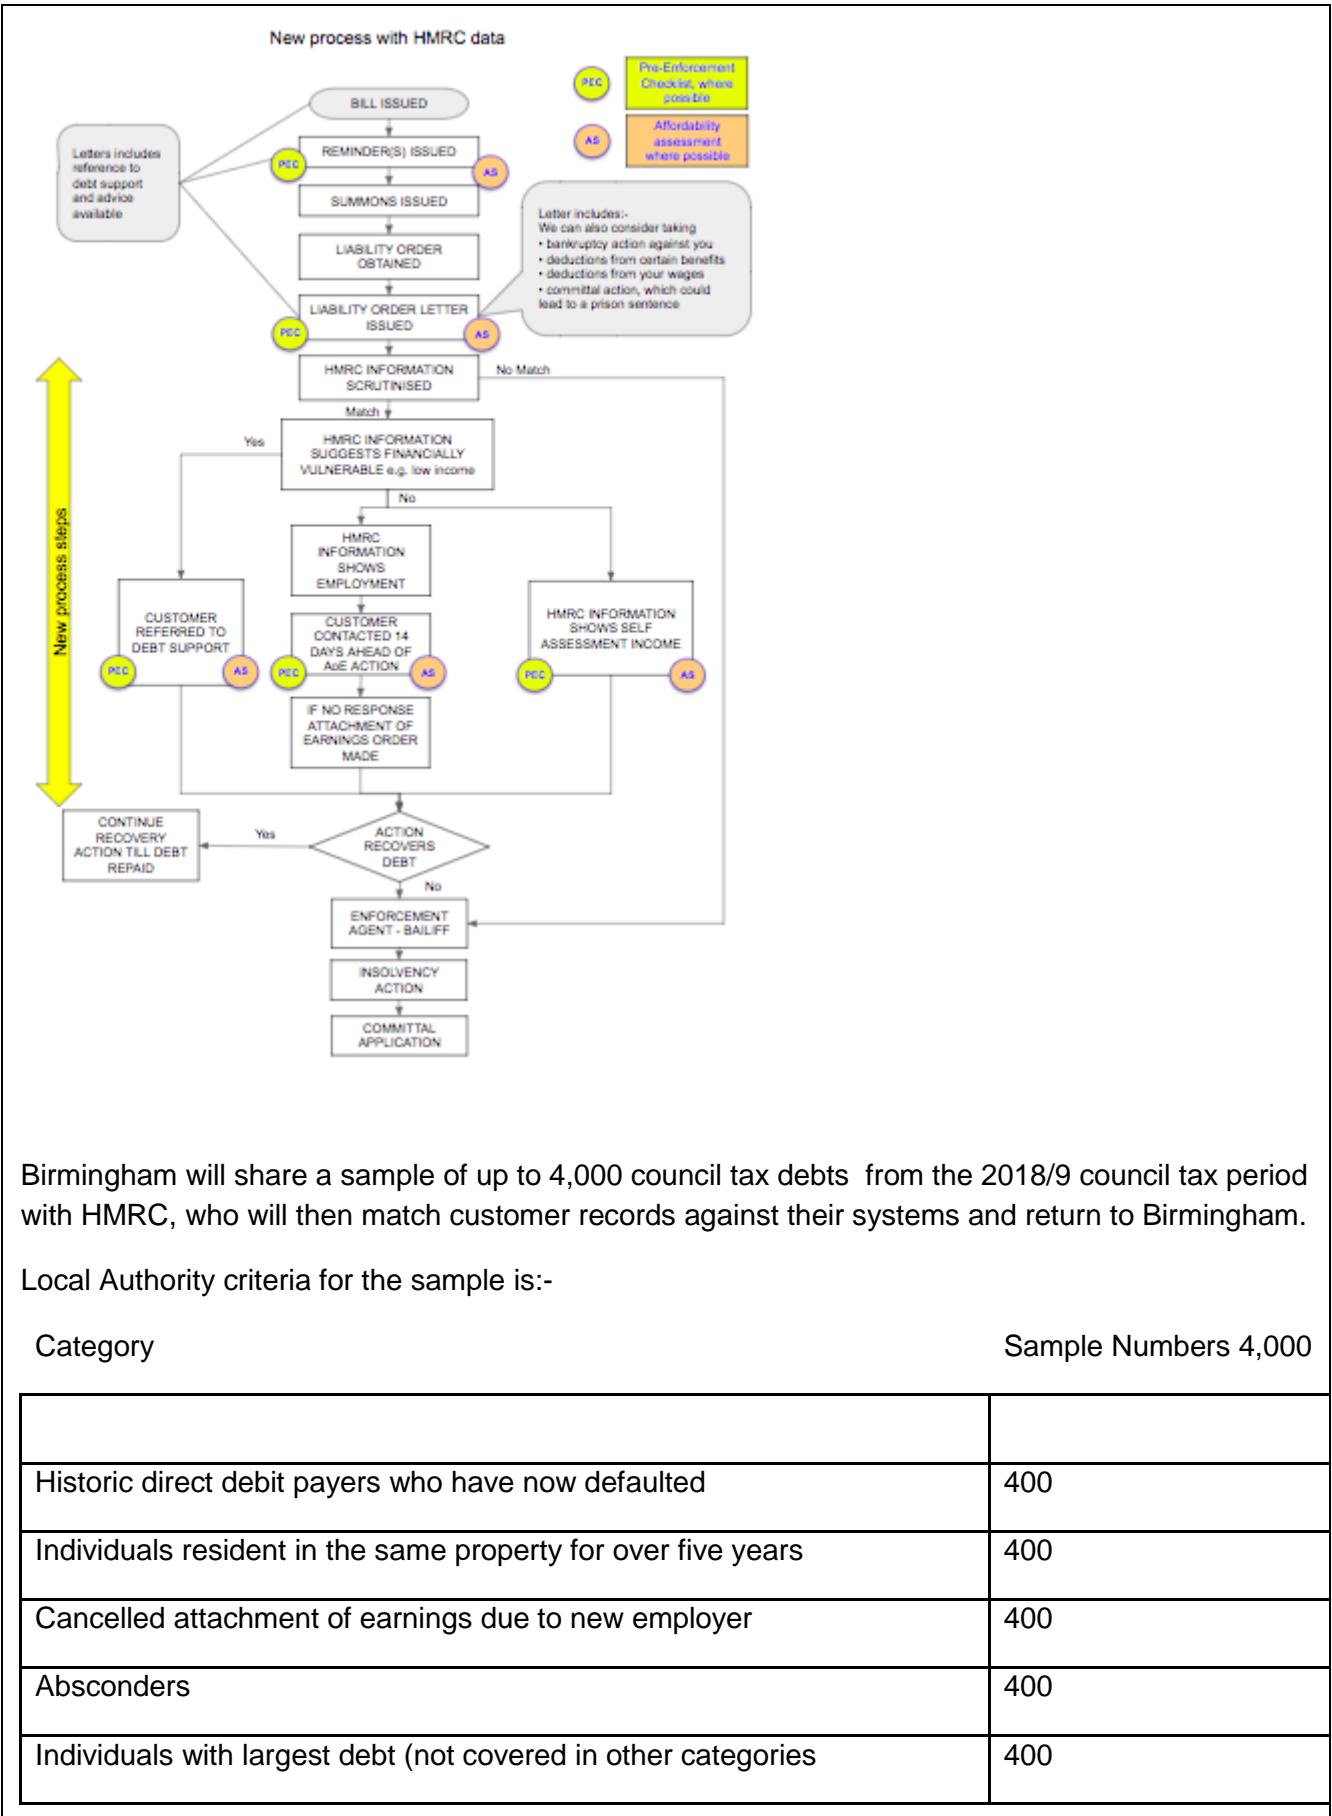 New process with HMRC data
PEC
Pre-Enforcement
Checklist, where
possible
AS
Affordability
assessment
where possible
BILL ISSUED
Letters includes
reference to
debt support
and advice
available
REMINDER(S) ISSUED
PEC
AS
SUMMONS ISSUED
Letter includes:-
We can also consider taking
• bankruptcy action against you
• deductions from certain benefits
• deductions from your wages
• committal action, which could
lead to a prison sentence
LIABILITY ORDER
OBTAINED
LIABILITY ORDER LETTER
ISSUED
PEC
AS
HMRC INFORMATION
SCRUTINISED
No Match
Match
Yes
HMRC INFORMATION
SUGGESTS FINANCIALLY
VULNERABLE e.g. low income
No
New process steps
HMRC
INFORMATION
SHOWS
EMPLOYMENT
CUSTOMER
REFERRED TO
DEBT SUPPORT
PEC
AS
CUSTOMER
CONTACTED 14
DAYS AHEAD OF
AoE ACTION
PEC
AS
HMRC INFORMATION
SHOWS SELF
ASSESSMENT INCOME
PEC
AS
IF NO RESPONSE
ATTACHMENT OF
EARNINGS ORDER
MADE
CONTINUE
RECOVERY
ACTION TILL DEBT
REPAID
Yes
ACTION
RECOVERS
DEBT
No
ENFORCEMENT
AGENT - BAILIFF
INSOLVENCY
ACTION
COMMITTAL
APPLICATION
Birmingham will share a sample of up to 4,000 council tax debts from the 2018/9 council tax period
with HMRC, who will then match customer records against their systems and return to Birmingham.
Local Authority criteria for the sample is:-
Category Sample Numbers 4,000
Historic direct debit payers who have now defaulted 400
Individuals resident in the same property for over five years 400
Cancelled attachment of earnings due to new employer 400
Absconders 400
Individuals with largest debt (not covered in other categories 400